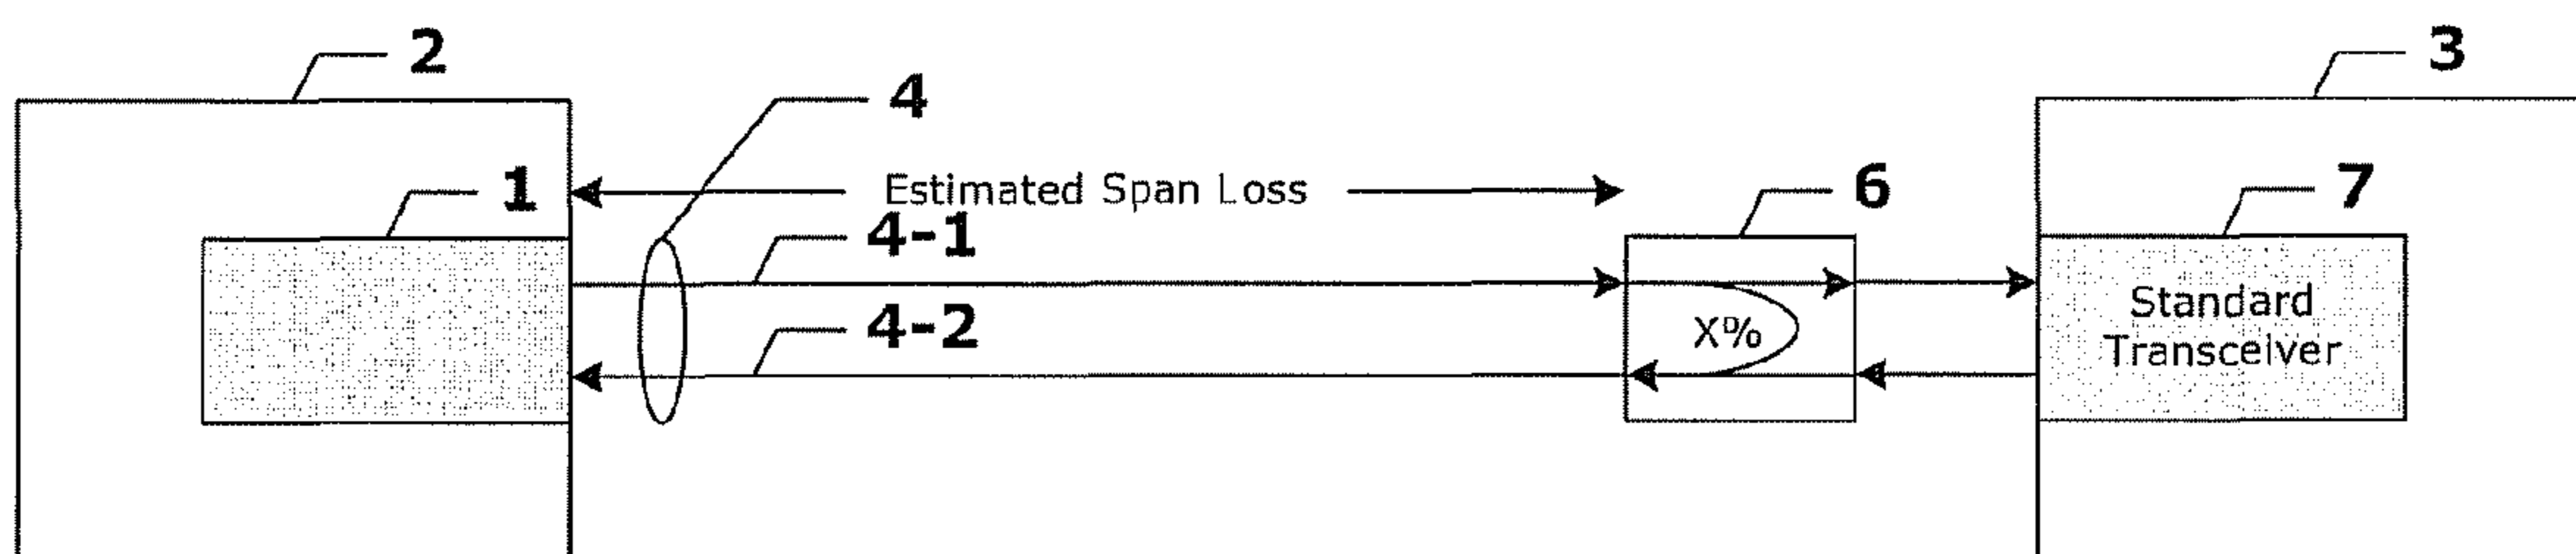 2
3
4
1
Estimated Span Loss
6
7
4-1
4-2
X%
Standard
Transceiver